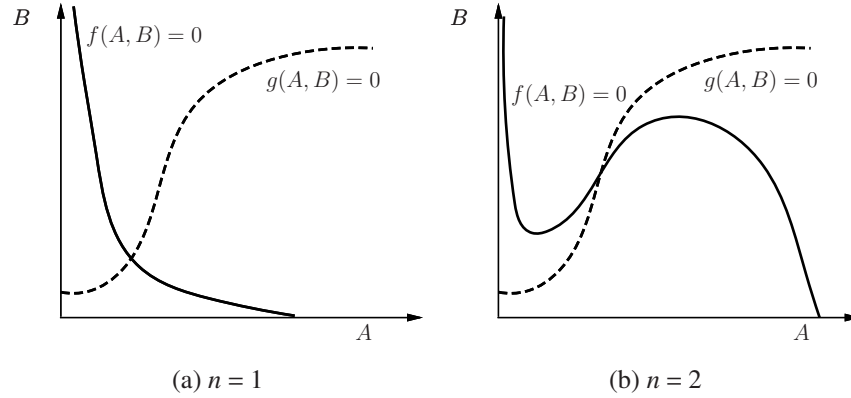 B
f(A, B) = 0
g(A, B) = 0
A
(a) n = 1
B
f(A, B) = 0
g(A, B) = 0
A
(b) n = 2